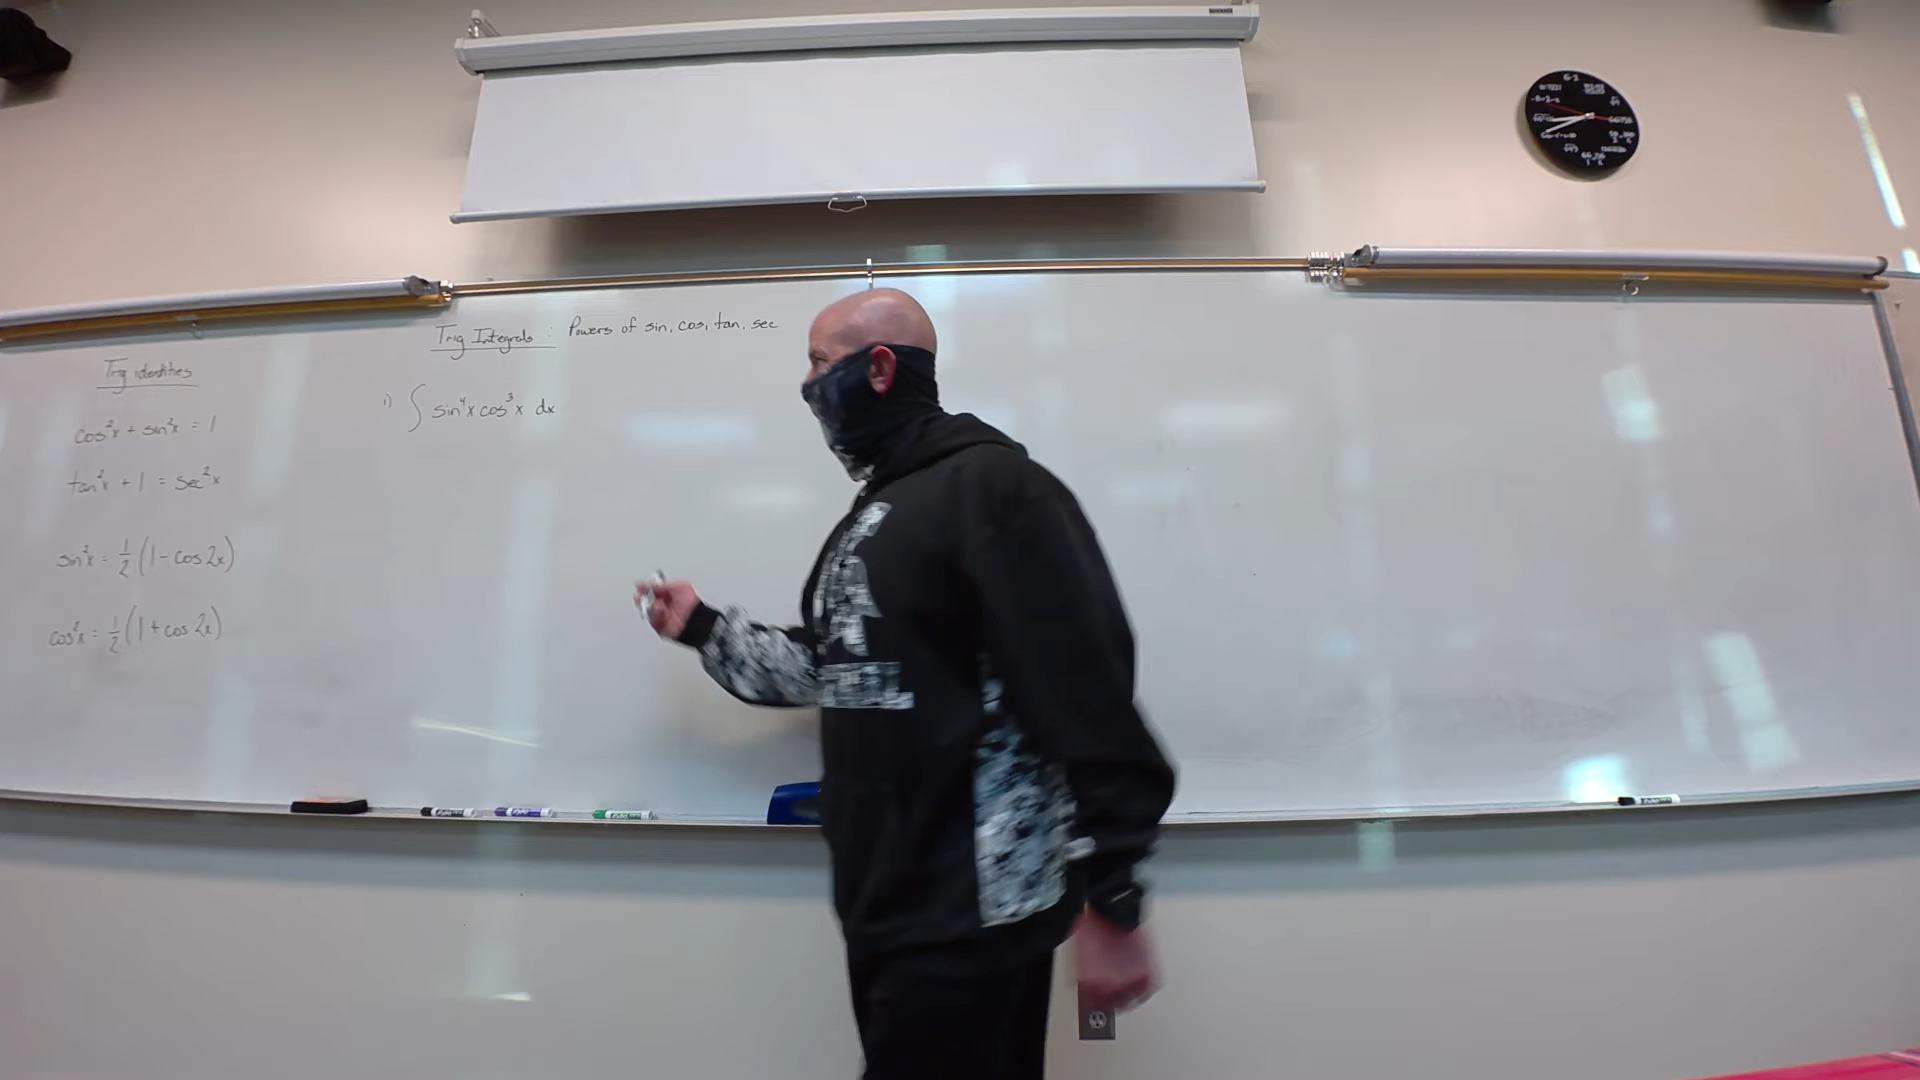 Trig Integrals : Powers of sin, cos, tan, sec
Trig identities
cos²x + sin²x = 1
tan²x + 1 = sec²x
sin²x = 1/2 (1 - cos 2x)
cos²x = 1/2 (1 + cos 2x)
1) ∫ sin⁴x cos³x dx